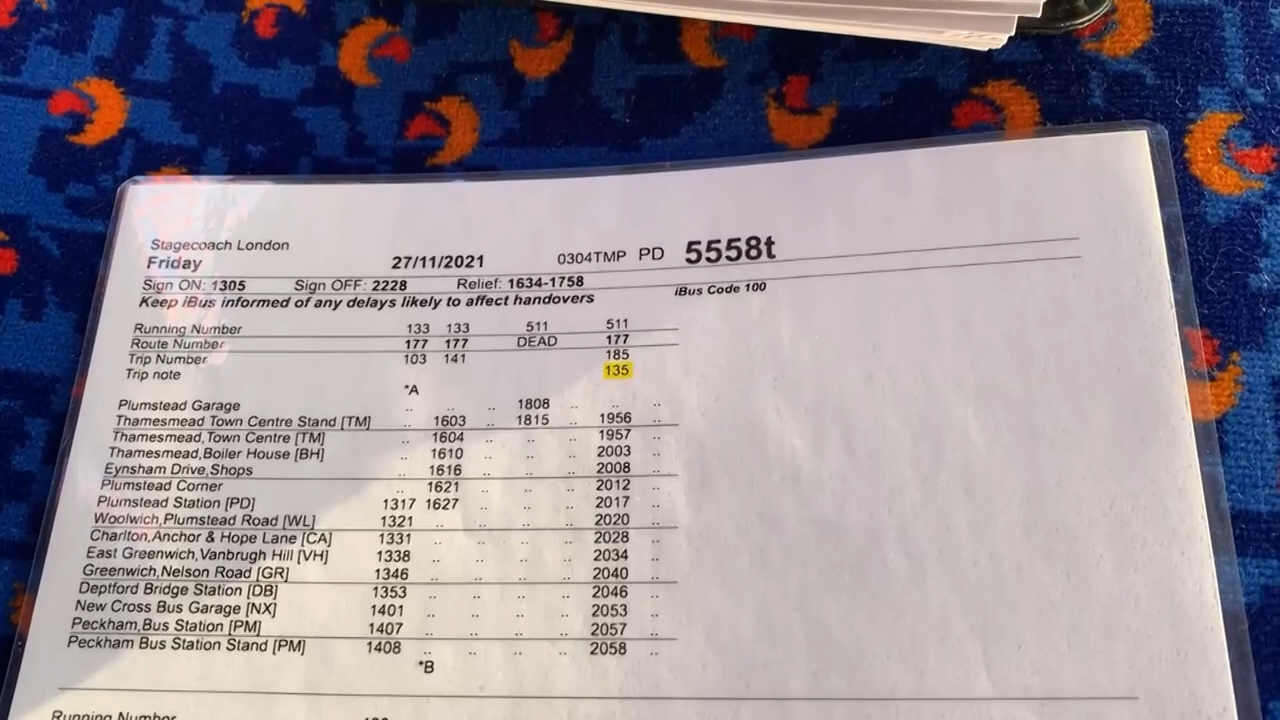 Stagecoach London
Friday 27/11/2021 0304TMP PD 5558t
Sign ON: 1305 Sign OFF: 2228 Relief: 1634-1758
Keep iBus informed of any delays likely to affect handovers iBus Code 100
Running Number 133 133 511 511
Route Number 177 177 DEAD 177
Trip Number 103 141 185
Trip note 135
*A
Plumstead Garage .. .. .. 1808 .. .. ..
Thamesmead Town Centre Stand [TM] .. 1603 .. 1815 .. 1956 ..
Thamesmead,Town Centre [TM] .. 1604 .. .. .. 1957 ..
Thamesmead,Boiler House [BH] .. 1610 .. .. .. 2003 ..
Eynsham Drive,Shops .. 1616 .. .. .. 2008 ..
Plumstead Corner .. 1621 .. .. .. 2012 ..
Plumstead Station [PD] 1317 1627 .. .. .. 2017 ..
Woolwich,Plumstead Road [WL] 1321 .. .. .. .. 2020 ..
Charlton,Anchor & Hope Lane [CA] 1331 .. .. .. .. 2028 ..
East Greenwich,Vanbrugh Hill [VH] 1338 .. .. .. .. 2034 ..
Greenwich,Nelson Road [GR] 1346 .. .. .. .. 2040 ..
Deptford Bridge Station [DB] 1353 .. .. .. .. 2046 ..
New Cross Bus Garage [NX] 1401 .. .. .. .. 2053 ..
Peckham,Bus Station [PM] 1407 .. .. .. .. 2057 ..
Peckham Bus Station Stand [PM] 1408 .. .. .. .. 2058 ..
*B
Running Number